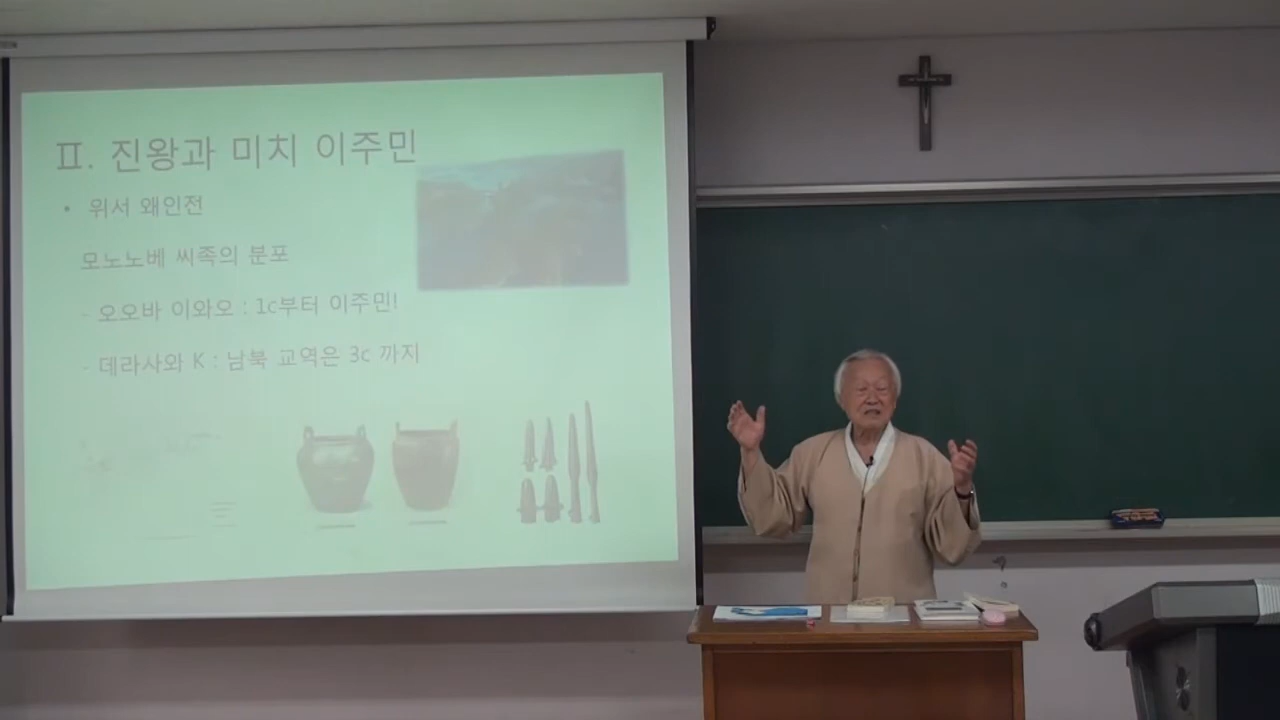 II. 진왕과 미치 이주민
• 위서 왜인전
모노노베 씨족의 분포
- 오오바 이와오 : 1c부터 이주민!
- 데라사와 K : 남북 교역은 3c 까지